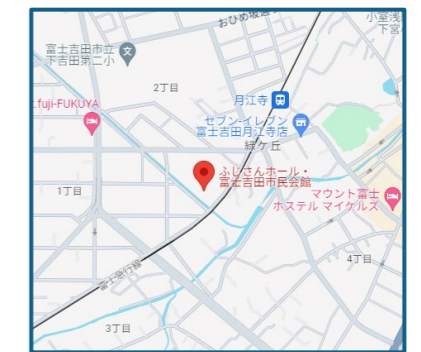 おひめ坂通り
小室浅
下宮
富士吉田市立
下吉田第二小
2丁目
月江寺
fuji-FUKUYA
セブン-イレブン
富士吉田月江寺店
緑ケ丘
ふじさんホール・
富士吉田市民会館
1丁目
マウント富士
ホステル マイケルズ
4丁目
富士急行線
3丁目